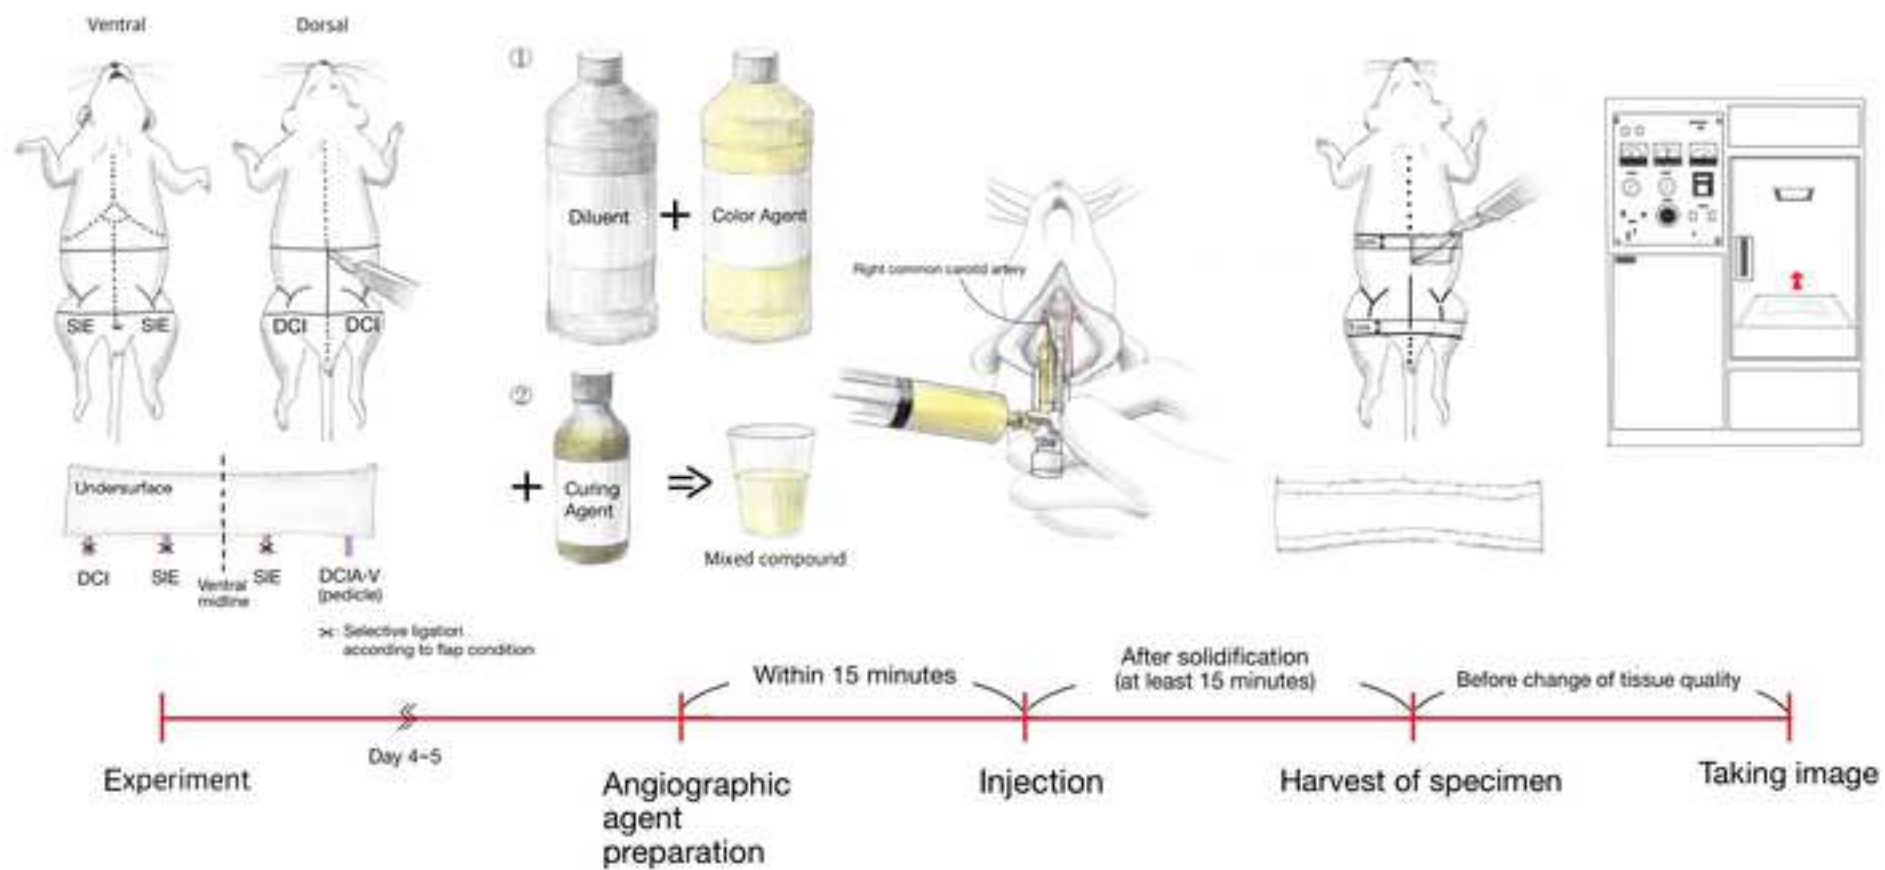 Ventral
Dorsal
SIE
SIE
DCI
DCI
Undersurface
DCI
SIE
Ventral
midline
SIE
DCIA-V
(pedicle)
✂: Selective ligation
according to flap condition
①
Diluent
+
Color Agent
②
+
Curing
Agent
⇒
Mixed compound
Right common carotid artery
Within 15 minutes
After solidification
(at least 15 minutes)
Before change of tissue quality
Day 4~5
Experiment
Angiographic
agent
preparation
Injection
Harvest of specimen
Taking image